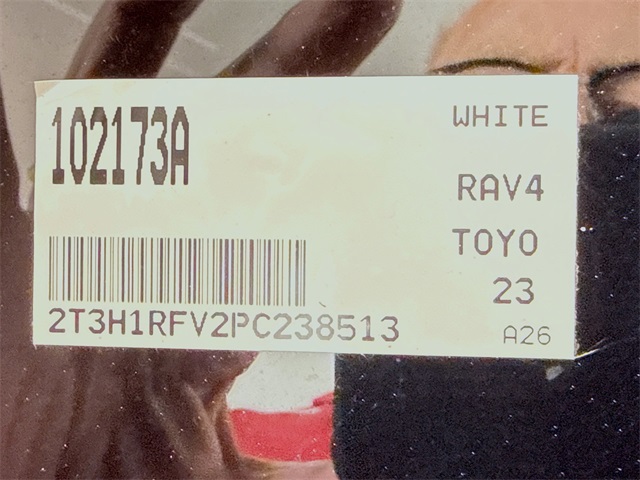 102173A
WHITE
RAV4
TOYO
23
2T3H1RFV2PC238513
A26